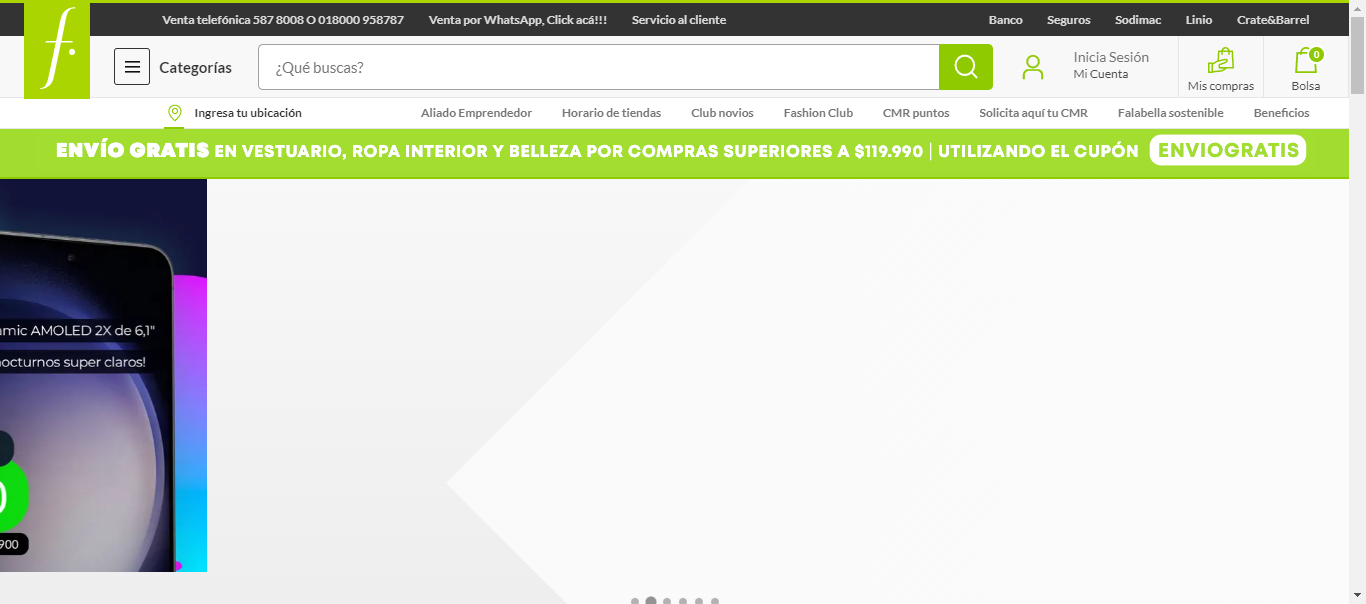 Venta telefónica 587 8008 O 018000 958787 Venta por WhatsApp, Click acá!!! Servicio al cliente Banco Seguros Sodimac Linio Crate&Barrel
f.
Categorías ¿Qué buscas? Inicia Sesión
Mi Cuenta
Mis compras
0
Bolsa
Ingresa tu ubicación Aliado Emprendedor Horario de tiendas Club novios Fashion Club CMR puntos Solicita aquí tu CMR Falabella sostenible Beneficios
ENVÍO GRATIS EN VESTUARIO, ROPA INTERIOR Y BELLEZA POR COMPRAS SUPERIORES A $119.990 | UTILIZANDO EL CUPÓN ENVIOGRATIS
amic AMOLED 2X de 6,1"
nocturnos super claros!
0
900